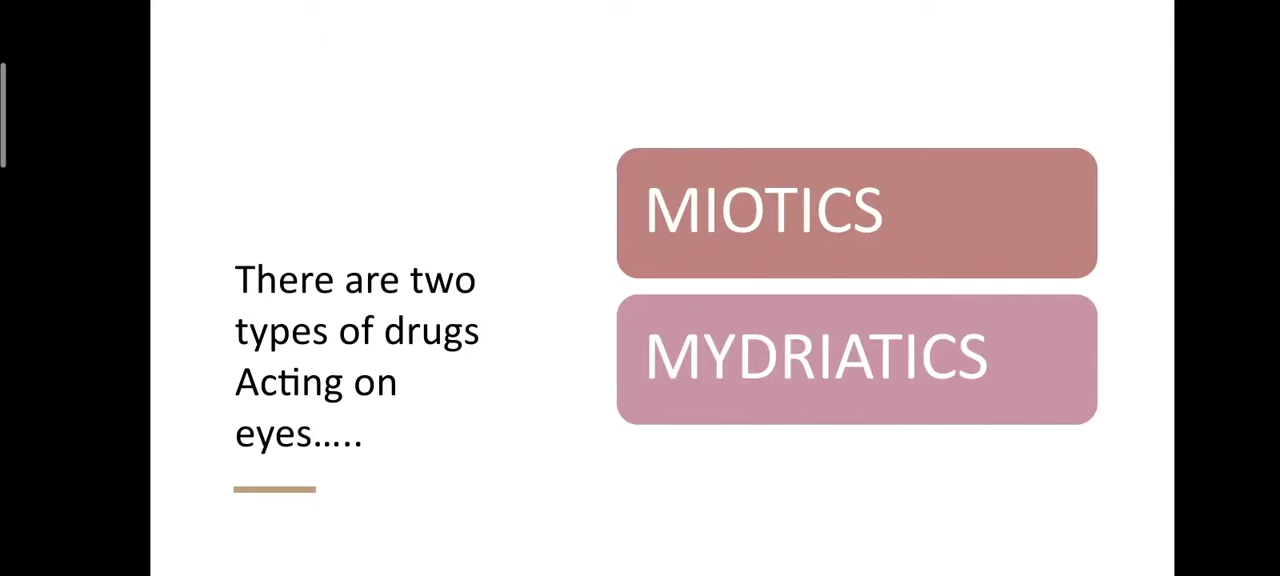 There are two
types of drugs
Acting on
eyes.....
MIOTICS
MYDRIATICS